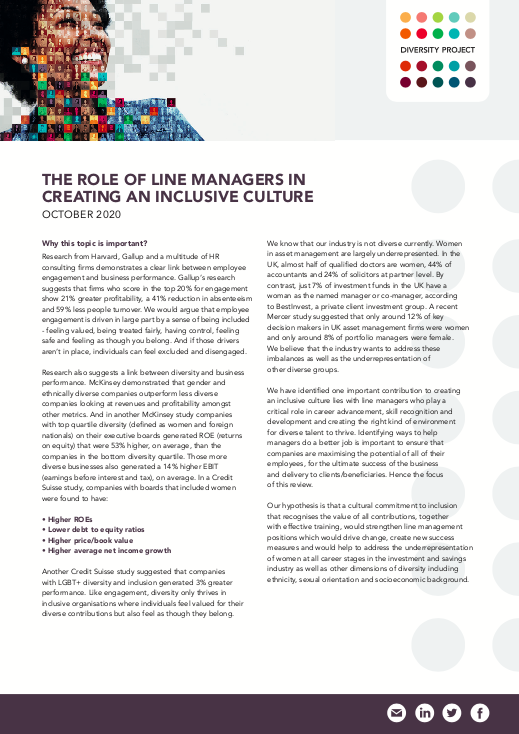 DIVERSITY PROJECT
THE ROLE OF LINE MANAGERS IN
CREATING AN INCLUSIVE CULTURE
OCTOBER 2020
Why this topic is important?
Research from Harvard, Gallup and a multitude of HR
consulting firms demonstrates a clear link between employee
engagement and business performance. Gallup's research
suggests that firms who score in the top 20% for engagement
show 21% greater profitability, a 41% reduction in absenteeism
and 59% less people turnover. We would argue that employee
engagement is driven in large part by a sense of being included
- feeling valued, being treated fairly, having control, feeling
safe and feeling as though you belong. And if those drivers
aren't in place, individuals can feel excluded and disengaged.
Research also suggests a link between diversity and business
performance. McKinsey demonstrated that gender and
ethnically diverse companies outperform less diverse
companies looking at revenues and profitability amongst
other metrics. And in another McKinsey study companies
with top quartile diversity (defined as women and foreign
nationals) on their executive boards generated ROE (returns
on equity) that were 53% higher, on average, than the
companies in the bottom diversity quartile. Those more
diverse businesses also generated a 14% higher EBIT
(earnings before interest and tax), on average. In a Credit
Suisse study, companies with boards that included women
were found to have:
• Higher ROEs
• Lower debt to equity ratios
• Higher price/book value
• Higher average net income growth
Another Credit Suisse study suggested that companies
with LGBT+ diversity and inclusion generated 3% greater
performance. Like engagement, diversity only thrives in
inclusive organisations where individuals feel valued for their
diverse contributions but also feel as though they belong.
We know that our industry is not diverse currently. Women
in asset management are largely underrepresented. In the
UK, almost half of qualified doctors are women, 44% of
accountants and 24% of solicitors at partner level. By
contrast, just 7% of investment funds in the UK have a
woman as the named manager or co-manager, according
to BestInvest, a private client investment group. A recent
Mercer study suggested that only around 12% of key
decision makers in UK asset management firms were women
and only around 8% of portfolio managers were female.
We believe that the industry wants to address these
imbalances as well as the underrepresentation of
other diverse groups.
We have identified one important contribution to creating
an inclusive culture lies with line managers who play a
critical role in career advancement, skill recognition and
development and creating the right kind of environment
for diverse talent to thrive. Identifying ways to help
managers do a better job is important to ensure that
companies are maximising the potential of all of their
employees, for the ultimate success of the business
and delivery to clients/beneficiaries. Hence the focus
of this review.
Our hypothesis is that a cultural commitment to inclusion
that recognises the value of all contributions, together
with effective training, would strengthen line management
positions which would drive change, create new success
measures and would help to address the underrepresentation
of women at all career stages in the investment and savings
industry as well as other dimensions of diversity including
ethnicity, sexual orientation and socioeconomic background.